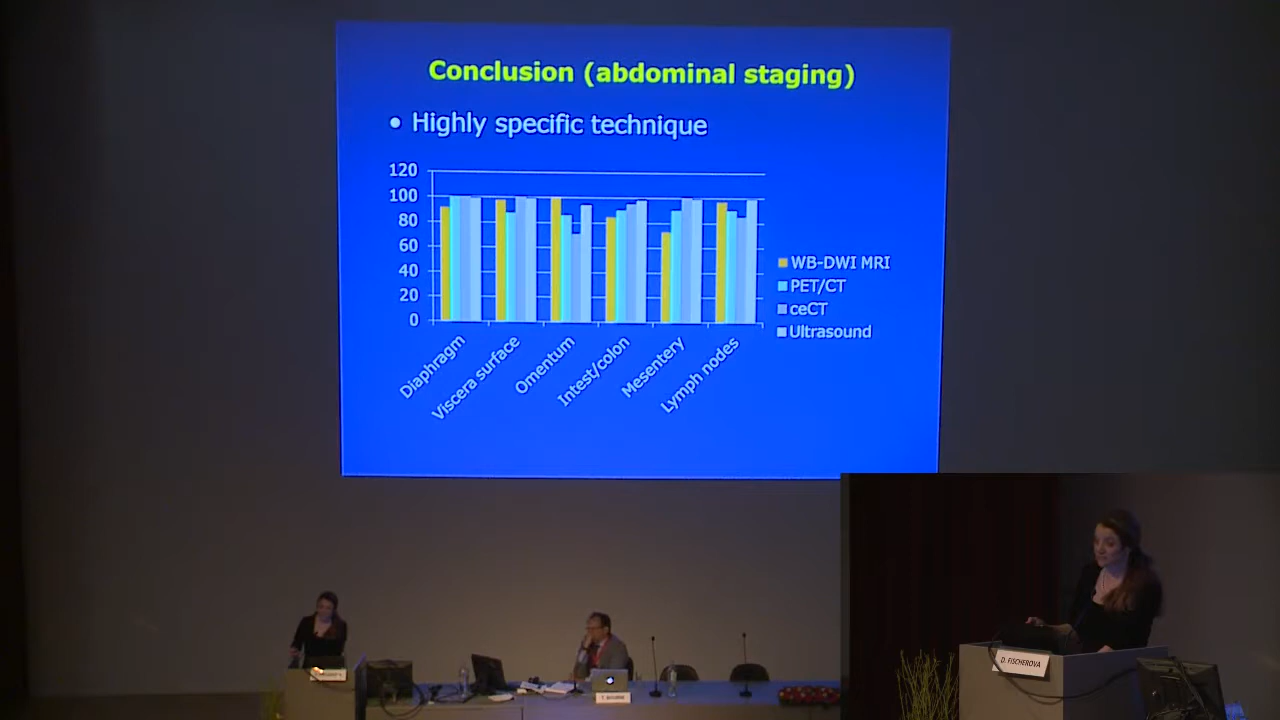 Conclusion (abdominal staging)
• Highly specific technique
120
100
80
60
40
20
0
Diaphragm
Viscera surface
Omentum
Intest/colon
Mesentery
Lymph nodes
WB-DWI MRI
PET/CT
ceCT
Ultrasound
D. FISCHEROVA